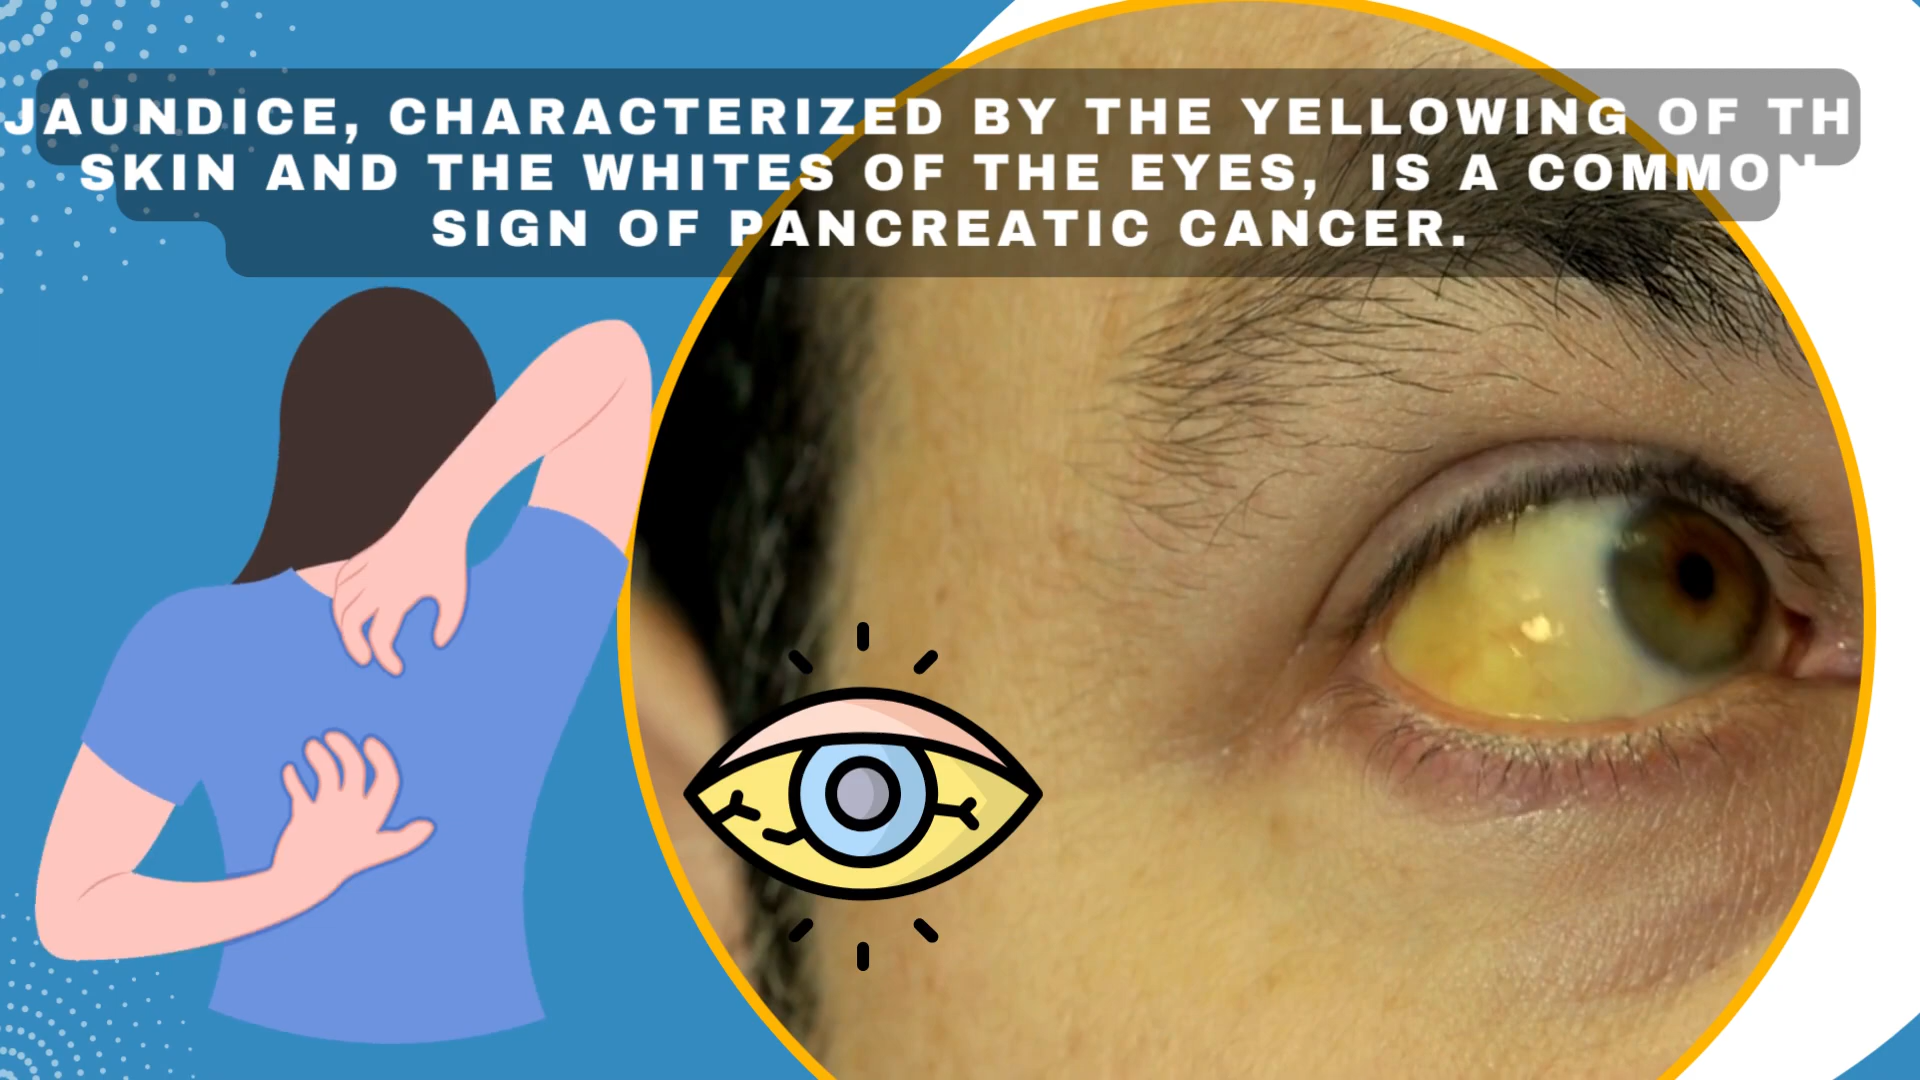 JAUNDICE, CHARACTERIZED BY THE YELLOWING OF TH
SKIN AND THE WHITES OF THE EYES, IS A COMMON
SIGN OF PANCREATIC CANCER.